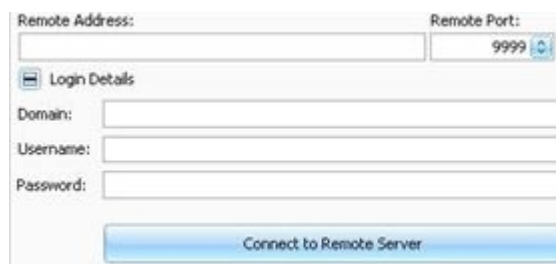 Remote Address: Remote Port:
9999
Login Details
Domain:
Username:
Password:
Connect to Remote Server